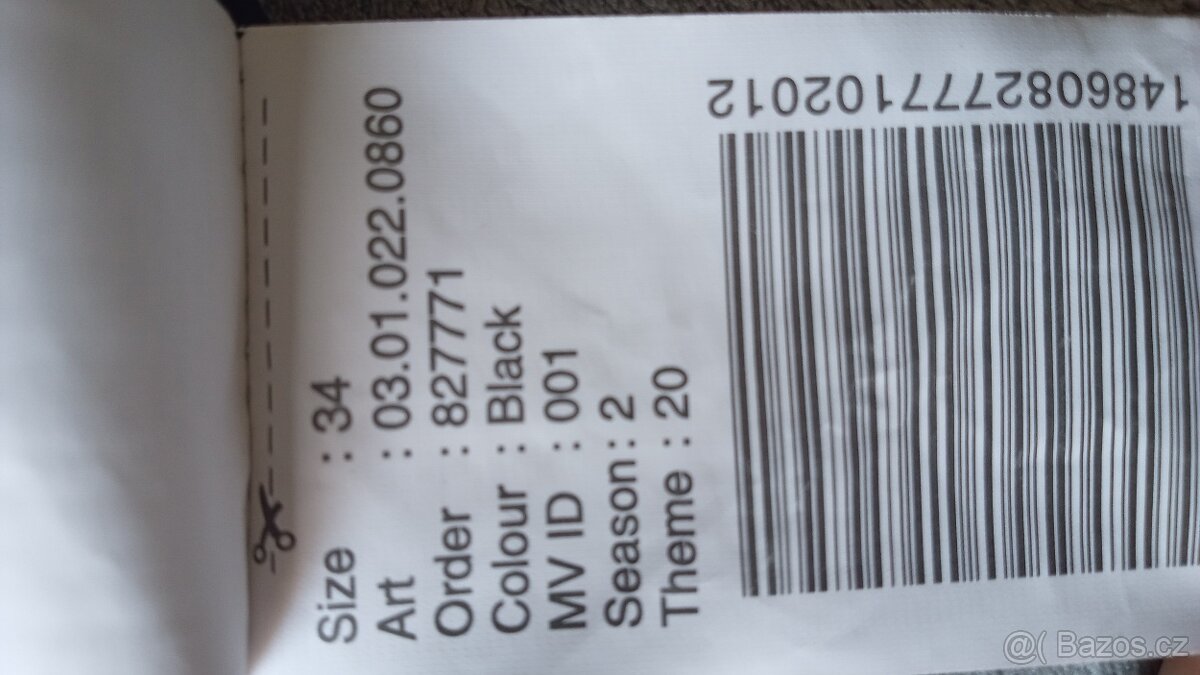 Size : 34
Art : 03.01.022.0860
Order : 827771
Colour : Black
MV ID : 001
Season : 2
Theme : 20
1486082777102012
@( Bazos.cz